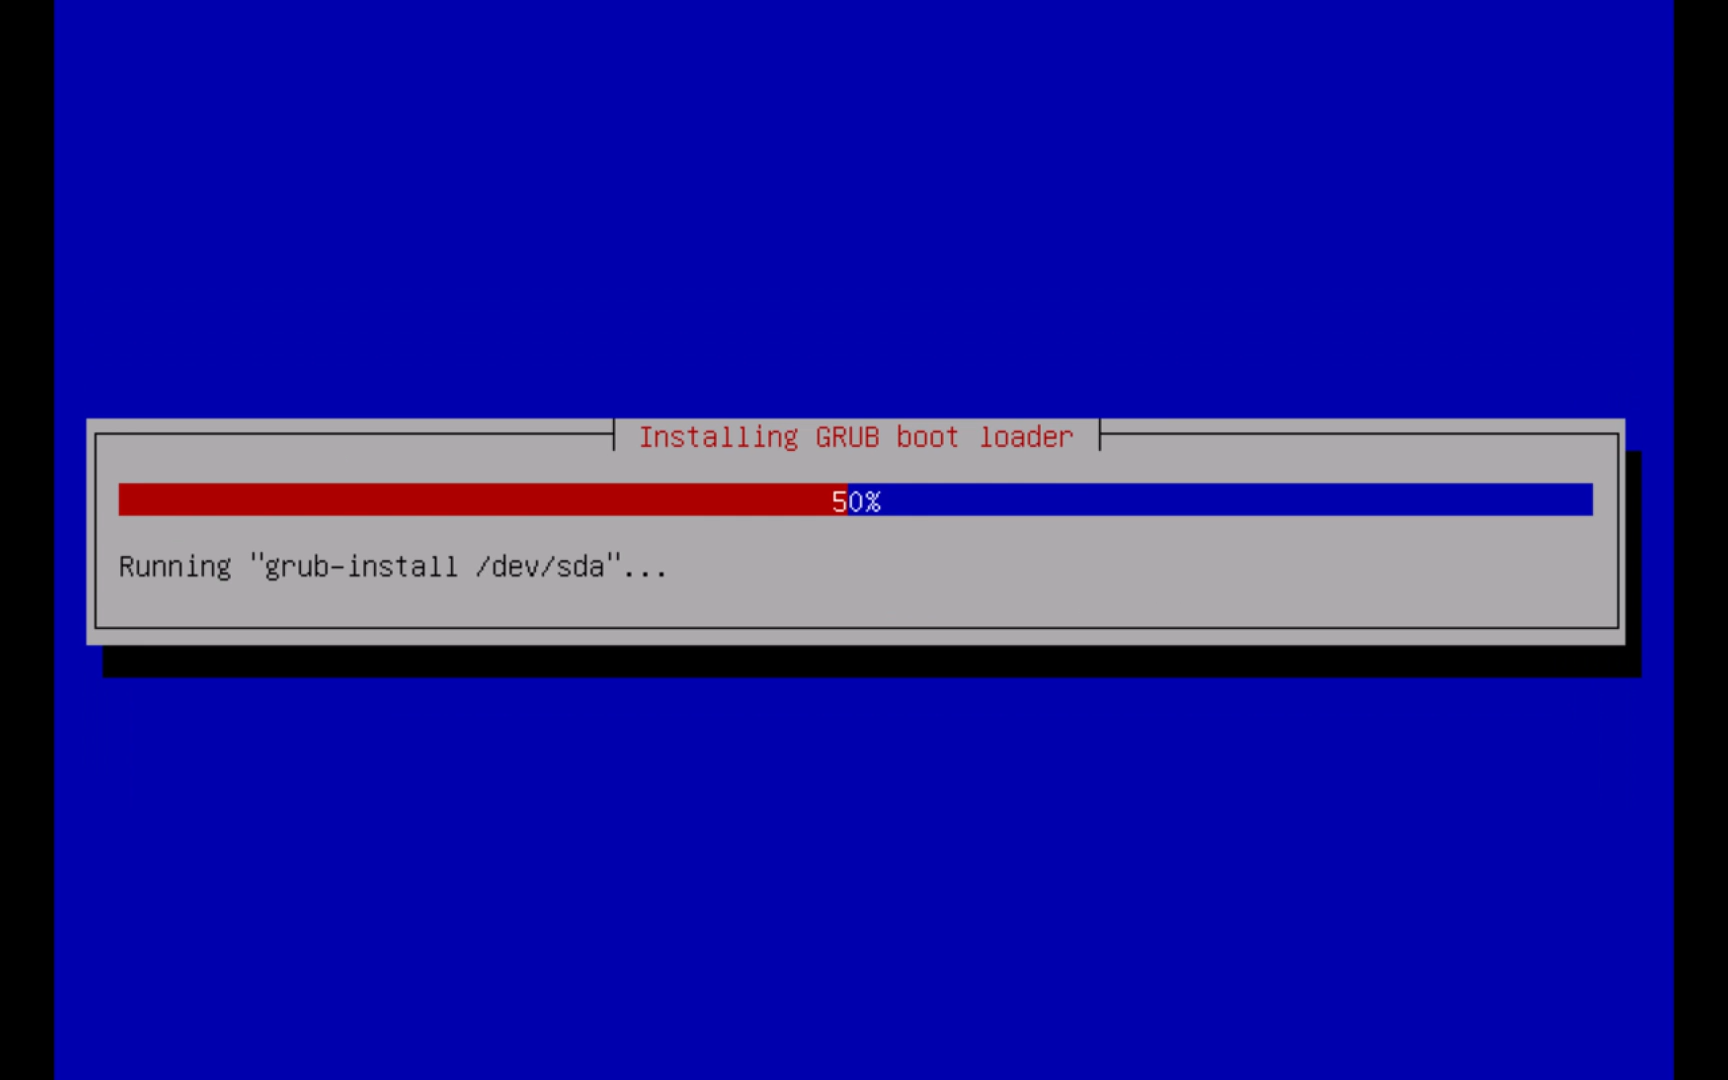 Installing GRUB boot loader
50%
Running "grub-install /dev/sda"...